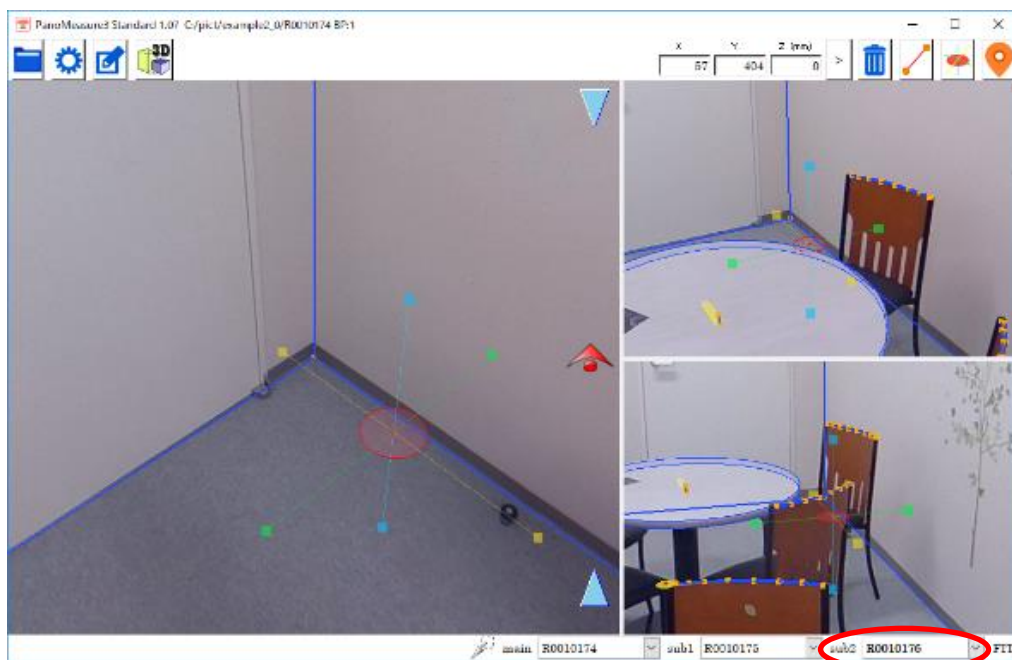 PanoMeasure3 Standard 1.07 C:/pict/example2_0/R0010174 BP:1
3D
X Y Z (mm)
57 404 0 >
main R0010174 sub1 R0010175 sub2 R0010176 FIT